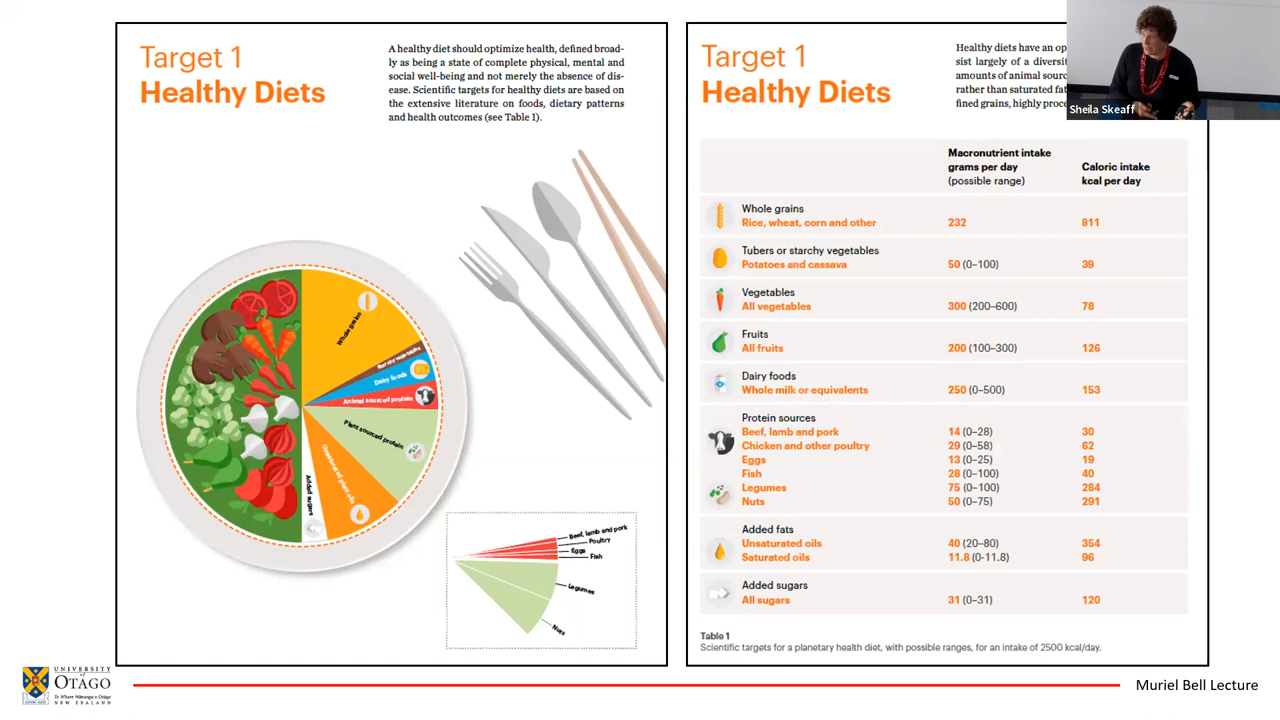 Target 1
Healthy Diets
A healthy diet should optimize health, defined broad-
ly as being a state of complete physical, mental and
social well-being and not merely the absence of dis-
ease. Scientific targets for healthy diets are based on
the extensive literature on foods, dietary patterns
and health outcomes (see Table 1).
Whole grains
Starchy vegetables
Dairy foods
Animal sourced protein
Plant sourced protein
Unsaturated plant oils
Added sugars
Beef, lamb and pork
Poultry
Eggs
Fish
Legumes
Nuts
Target 1
Healthy Diets
Healthy diets have an op
sist largely of a diversit
amounts of animal sourc
rather than saturated fat
fined grains, highly proce
Sheila Skeaff
Macronutrient intake
grams per day
(possible range)
Caloric intake
kcal per day
Whole grains
Rice, wheat, corn and other 232 811
Tubers or starchy vegetables
Potatoes and cassava 50 (0–100) 39
Vegetables
All vegetables 300 (200–600) 78
Fruits
All fruits 200 (100–300) 126
Dairy foods
Whole milk or equivalents 250 (0–500) 153
Protein sources
Beef, lamb and pork 14 (0–28) 30
Chicken and other poultry 29 (0–58) 62
Eggs 13 (0–25) 19
Fish 28 (0–100) 40
Legumes 75 (0–100) 284
Nuts 50 (0–75) 291
Added fats
Unsaturated oils 40 (20–80) 354
Saturated oils 11.8 (0-11.8) 96
Added sugars
All sugars 31 (0–31) 120
Table 1
Scientific targets for a planetary health diet, with possible ranges, for an intake of 2500 kcal/day.
UNIVERSITY
of
OTAGO
Te Whare Wānanga o Otāgo
NEW ZEALAND
Muriel Bell Lecture